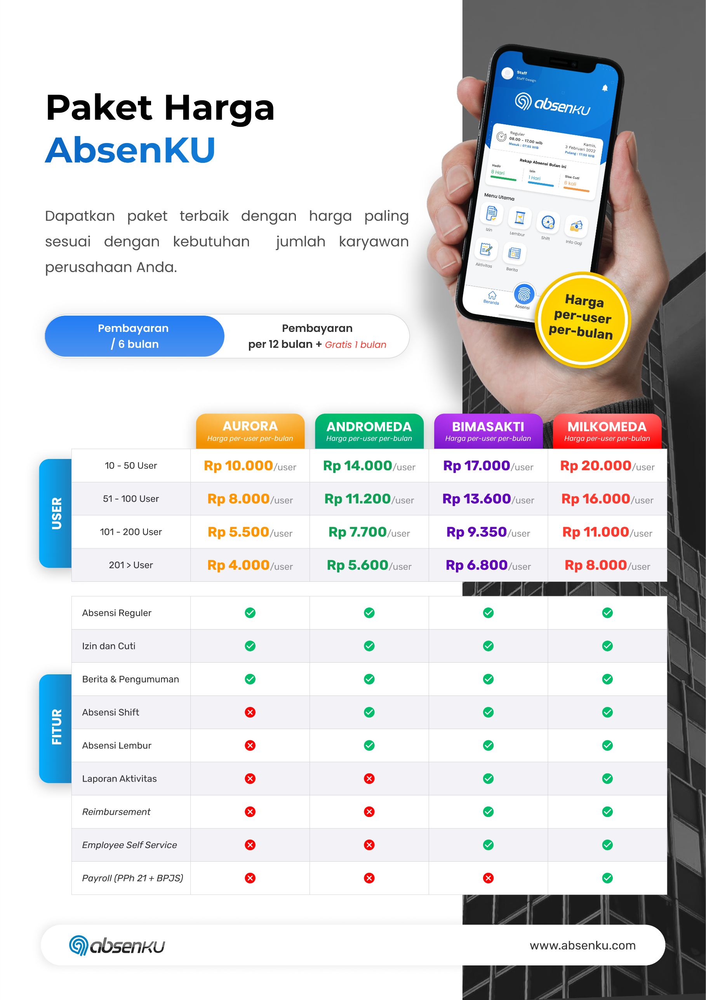 Paket Harga
AbsenKU
Dapatkan paket terbaik dengan harga paling
sesuai dengan kebutuhan jumlah karyawan
perusahaan Anda.
Pembayaran
/ 6 bulan
Pembayaran
per 12 bulan + Gratis 1 bulan
Staff
Staff Design
absenku
Reguler
08.00 - 17.00 wib
Masuk : 07:55 WIB
Kamis,
3 Februari 2022
Pulang : 17:55 WIB
Rekap Absensi Bulan ini
Hadir
8 Hari
Izin
1 Hari
Sisa Cuti
6 kali
Menu Utama
Izin
Lembur
Shift
Info Gaji
Aktivitas
Berita
Beranda
Absensi
Harga
per-user
per-bulan
AURORA
Harga per-user per-bulan
ANDROMEDA
Harga per-user per-bulan
BIMASAKTI
Harga per-user per-bulan
MILKOMEDA
Harga per-user per-bulan
USER
10 - 50 User Rp 10.000/user Rp 14.000/user Rp 17.000/user Rp 20.000/user
51 - 100 User Rp 8.000/user Rp 11.200/user Rp 13.600/user Rp 16.000/user
101 - 200 User Rp 5.500/user Rp 7.700/user Rp 9.350/user Rp 11.000/user
201 > User Rp 4.000/user Rp 5.600/user Rp 6.800/user Rp 8.000/user
FITUR
Absensi Reguler
Izin dan Cuti
Berita & Pengumuman
Absensi Shift
Absensi Lembur
Laporan Aktivitas
Reimbursement
Employee Self Service
Payroll (PPh 21 + BPJS)
absenku
www.absenku.com